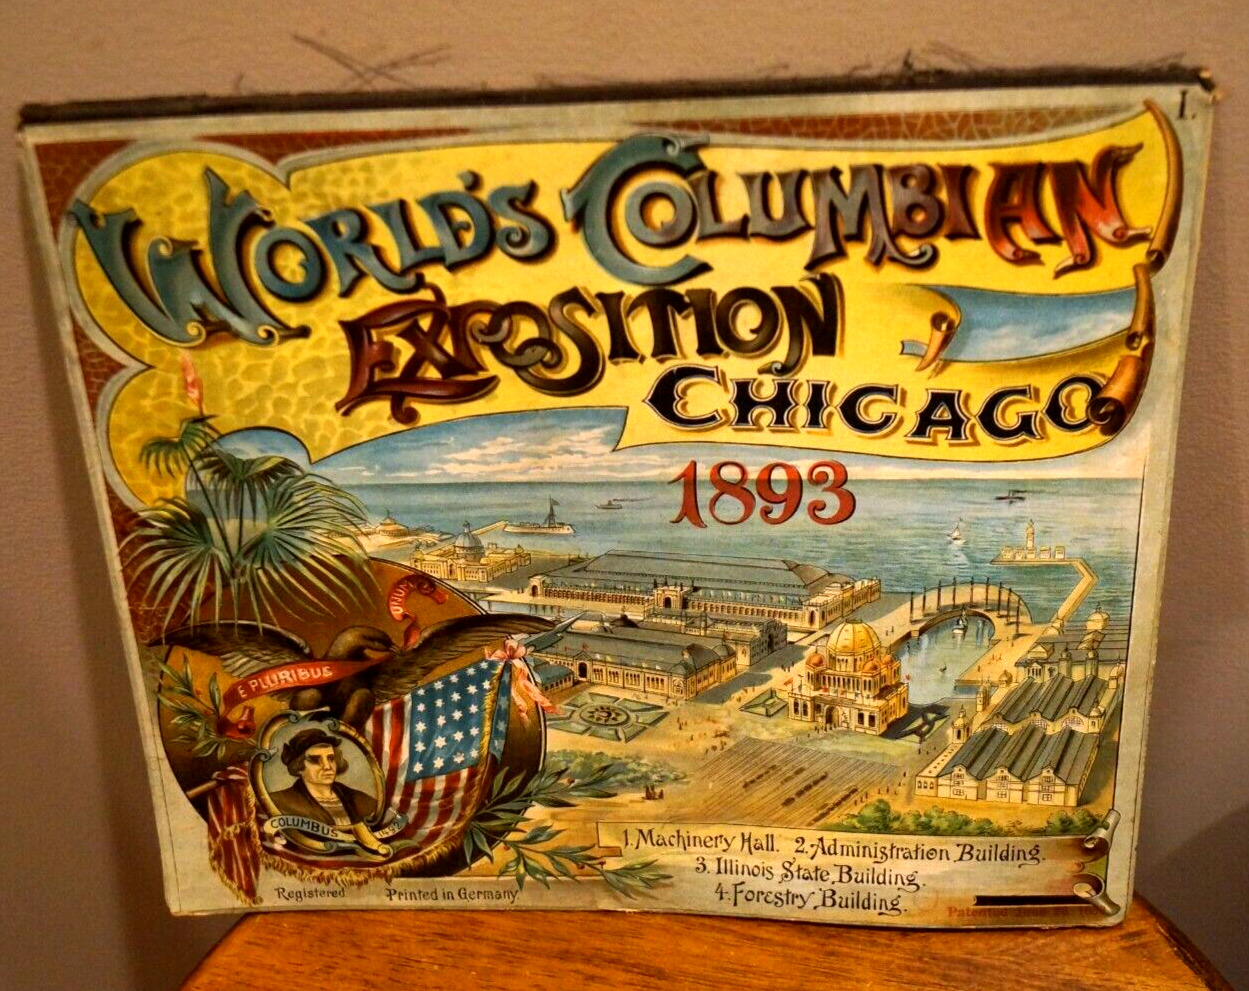 I.
WORLD'S COLUMBIAN
EXPOSITION
CHICAGO
1893
UNUM
E PLURIBUS
COLUMBUS
1492
1. Machinery Hall. 2. Administration Building.
3. Illinois State Building.
4. Forestry Building.
Registered Printed in Germany
Patented